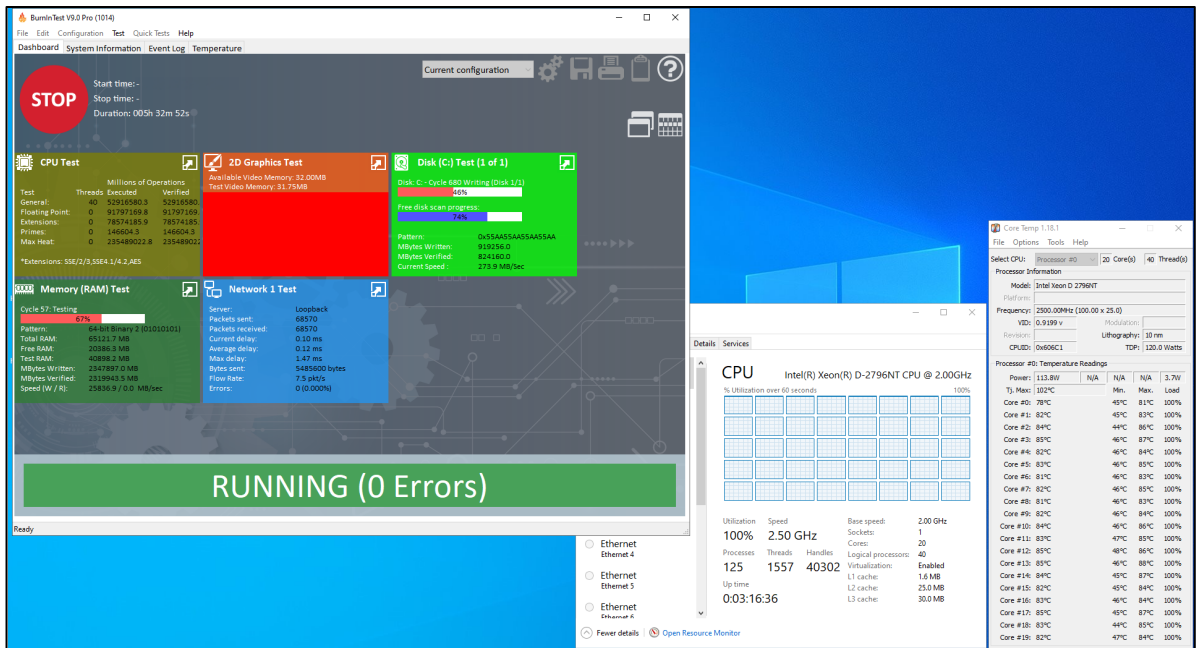 BurnInTest V9.0 Pro (1014)
File Edit Configuration Test Quick Tests Help
Dashboard System Information Event Log Temperature
Current configuration
STOP
Start time: -
Stop time: -
Duration: 005h 32m 52s
CPU Test
Millions of Operations
Test Threads Executed Verified
General: 40 52916580.3 52916580.
Floating Point: 0 91797169.8 91797169.
Extensions: 0 78574185.9 78574185.
Primes: 0 146604.3 146604.3
Max Heat: 0 235489022.8 235489022
*Extensions: SSE/2/3,SSE4.1/4.2,AES
2D Graphics Test
Available Video Memory: 32.00MB
Test Video Memory: 31.75MB
Disk (C:) Test (1 of 1)
Disk: C: - Cycle 680 Writing (Disk 1/1)
46%
Free disk scan progress:
74%
Pattern: 0x55AA55AA55AA55AA
MBytes Written: 919256.0
MBytes Verified: 824160.0
Current Speed : 273.9 MB/Sec
Memory (RAM) Test
Cycle 57: Testing
67%
Pattern: 64-bit Binary 2 (01010101)
Total RAM: 65121.7 MB
Free RAM: 20386.3 MB
Test RAM: 40898.2 MB
MBytes Written: 2347897.0 MB
MBytes Verified: 2319943.5 MB
Speed (W / R): 25836.9 / 0.0 MB/sec
Network 1 Test
Server: Loopback
Packets sent: 68570
Packets received: 68570
Current delay: 0.10 ms
Average delay: 0.12 ms
Max delay: 1.47 ms
Bytes sent: 5485600 bytes
Flow Rate: 7.5 pkt/s
Errors: 0 (0.000%)
RUNNING (0 Errors)
Ready
Details Services
CPU Intel(R) Xeon(R) D-2796NT CPU @ 2.00GHz
% Utilization over 60 seconds 100%
Utilization Speed
100% 2.50 GHz
Processes Threads Handles
125 1557 40302
Up time
0:03:16:36
Base speed: 2.00 GHz
Sockets: 1
Cores: 20
Logical processors: 40
Virtualization: Enabled
L1 cache: 1.6 MB
L2 cache: 25.0 MB
L3 cache: 30.0 MB
Ethernet
Ethernet 4
Ethernet
Ethernet 5
Ethernet
Ethernet 6
Fewer details Open Resource Monitor
Core Temp 1.18.1
File Options Tools Help
Select CPU: Processor #0 20 Core(s) 40 Thread(s)
Processor Information
Model: Intel Xeon D 2796NT
Platform:
Frequency: 2500.00MHz (100.00 x 25.0)
VID: 0.9199 v Modulation:
Revision: Lithography: 10 nm
CPUID: 0x606C1 TDP: 120.0 Watts
Processor #0: Temperature Readings
Power: 113.8W N/A N/A N/A 3.7W
Tj. Max: 102°C Min. Max. Load
Core #0: 78°C 45°C 81°C 100%
Core #1: 82°C 45°C 83°C 100%
Core #2: 84°C 44°C 86°C 100%
Core #3: 85°C 46°C 87°C 100%
Core #4: 82°C 46°C 84°C 100%
Core #5: 83°C 46°C 85°C 100%
Core #6: 81°C 46°C 83°C 100%
Core #7: 82°C 46°C 85°C 100%
Core #8: 81°C 46°C 83°C 100%
Core #9: 82°C 46°C 84°C 100%
Core #10: 84°C 46°C 86°C 100%
Core #11: 83°C 47°C 85°C 100%
Core #12: 85°C 48°C 86°C 100%
Core #13: 85°C 46°C 88°C 100%
Core #14: 84°C 45°C 87°C 100%
Core #15: 82°C 45°C 84°C 100%
Core #16: 83°C 46°C 84°C 100%
Core #17: 85°C 45°C 87°C 100%
Core #18: 83°C 44°C 85°C 100%
Core #19: 82°C 47°C 84°C 100%